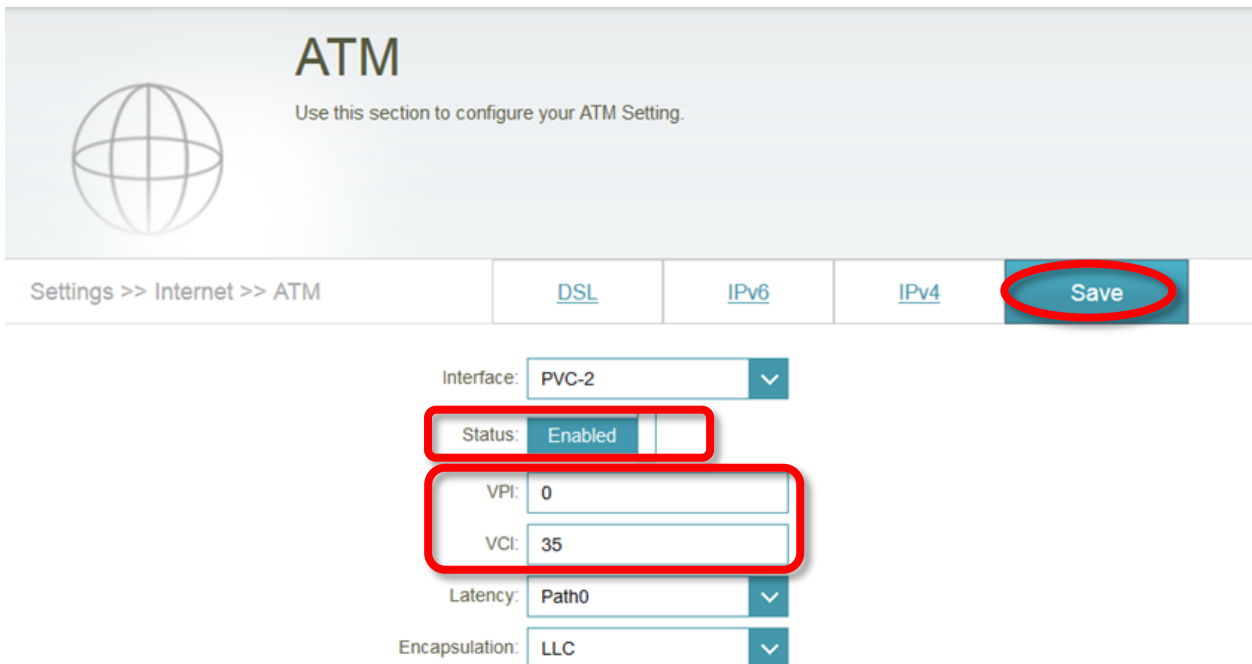 ATM
Use this section to configure your ATM Setting.
Settings >> Internet >> ATM DSL IPv6 IPv4 Save
Interface: PVC-2
Status: Enabled
VPI: 0
VCI: 35
Latency: Path0
Encapsulation: LLC